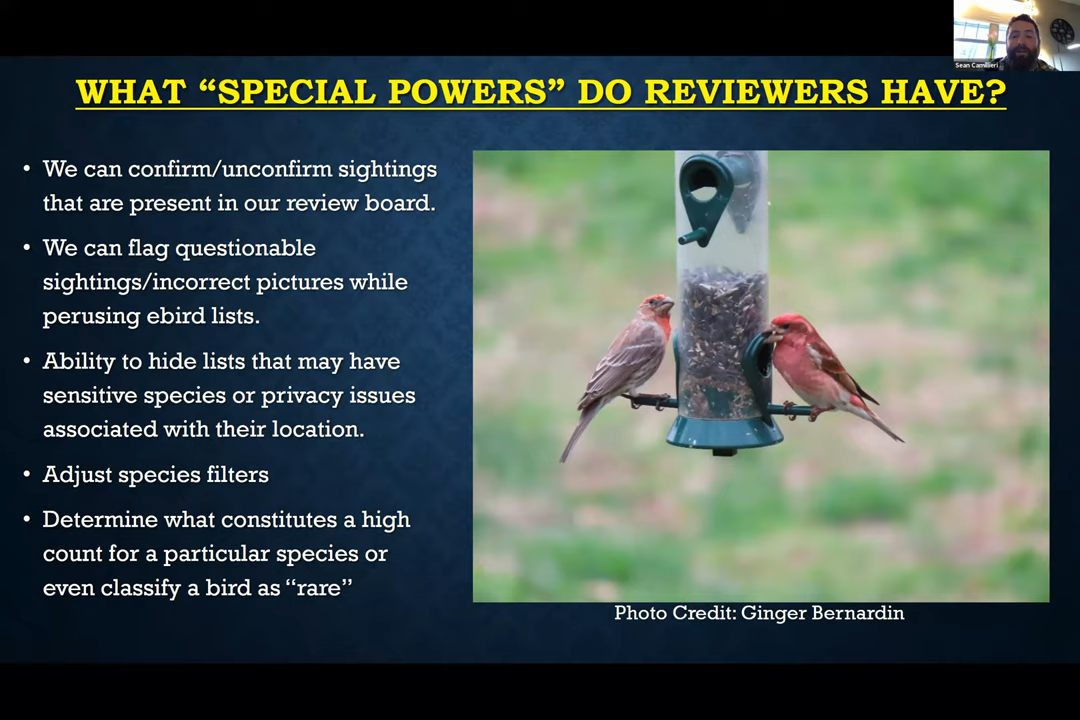 Sean Camilleri
WHAT “SPECIAL POWERS” DO REVIEWERS HAVE?
• We can confirm/unconfirm sightings
that are present in our review board.
• We can flag questionable
sightings/incorrect pictures while
perusing ebird lists.
• Ability to hide lists that may have
sensitive species or privacy issues
associated with their location.
• Adjust species filters
• Determine what constitutes a high
count for a particular species or
even classify a bird as “rare”
Photo Credit: Ginger Bernardin